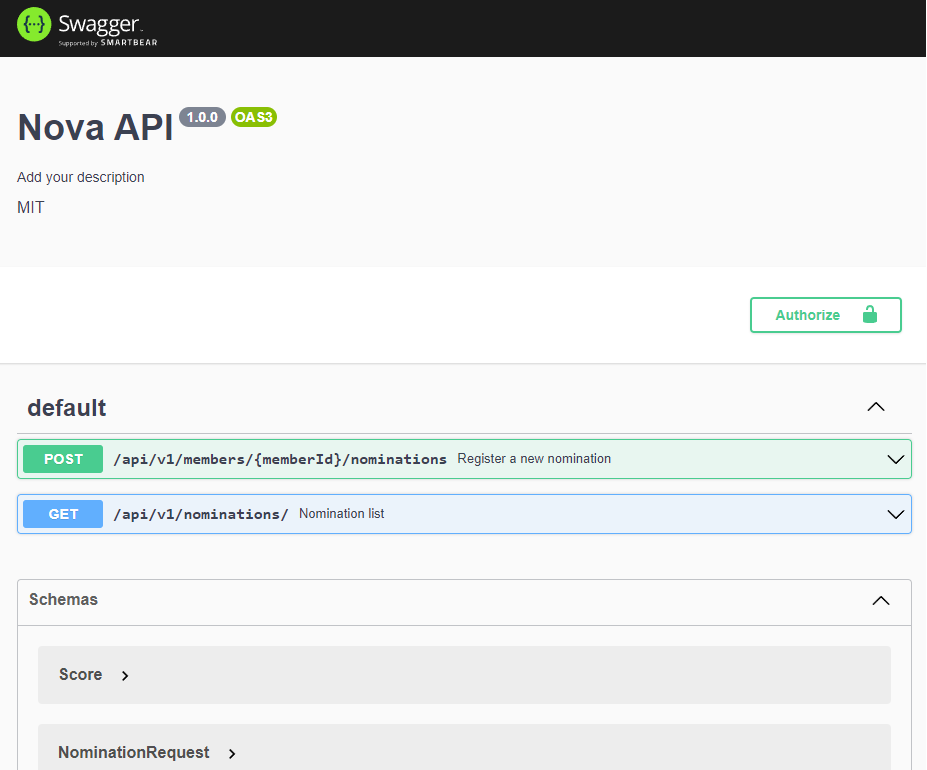 {···} Swagger.
Supported by SMARTBEAR
Nova API 1.0.0 OAS3
Add your description
MIT
Authorize
default
POST /api/v1/members/{memberId}/nominations Register a new nomination
GET /api/v1/nominations/ Nomination list
Schemas
Score
NominationRequest